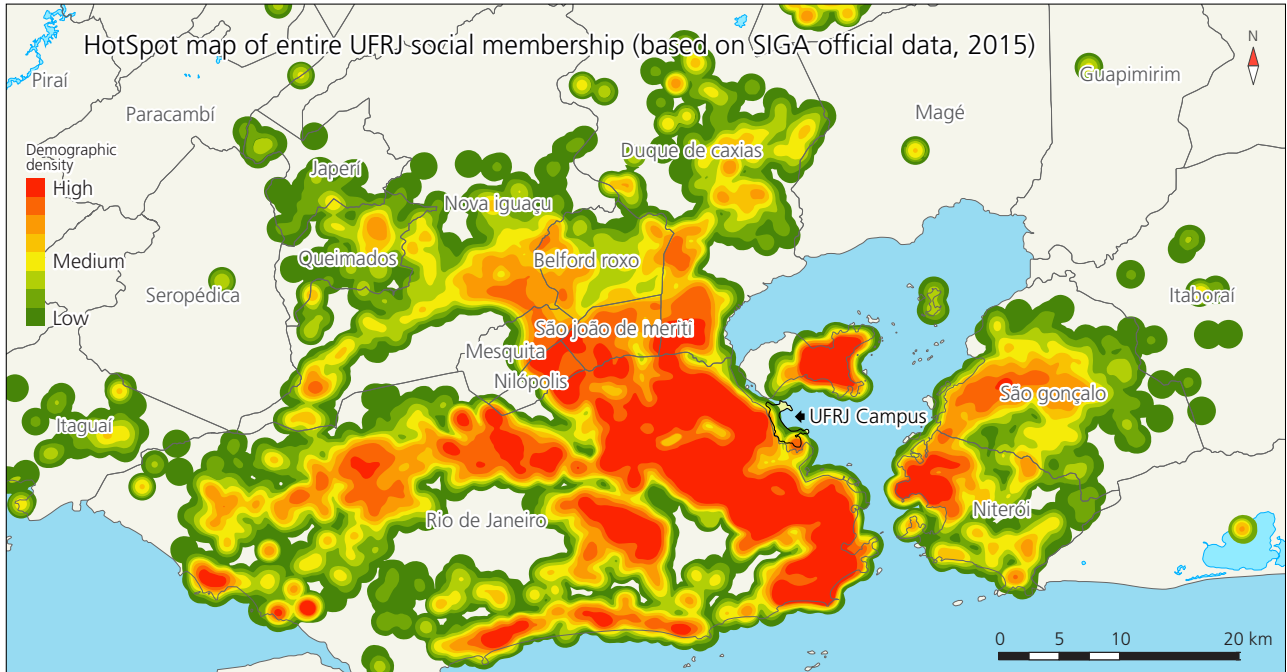 HotSpot map of entire UFRJ social membership (based on SIGA official data, 2015)
N
Piraí
Guapimirim
Paracambí
Magé
Demographic
density
Duque de caxias
Japerí
High
Nova iguaçu
Medium
Queimados
Belford roxo
Seropédica
Itaboraí
Low
São joão de meriti
Mesquita
Nilópolis
São gonçalo
UFRJ Campus
Itaguaí
Rio de Janeiro
Niterói
0 5 10 20 km